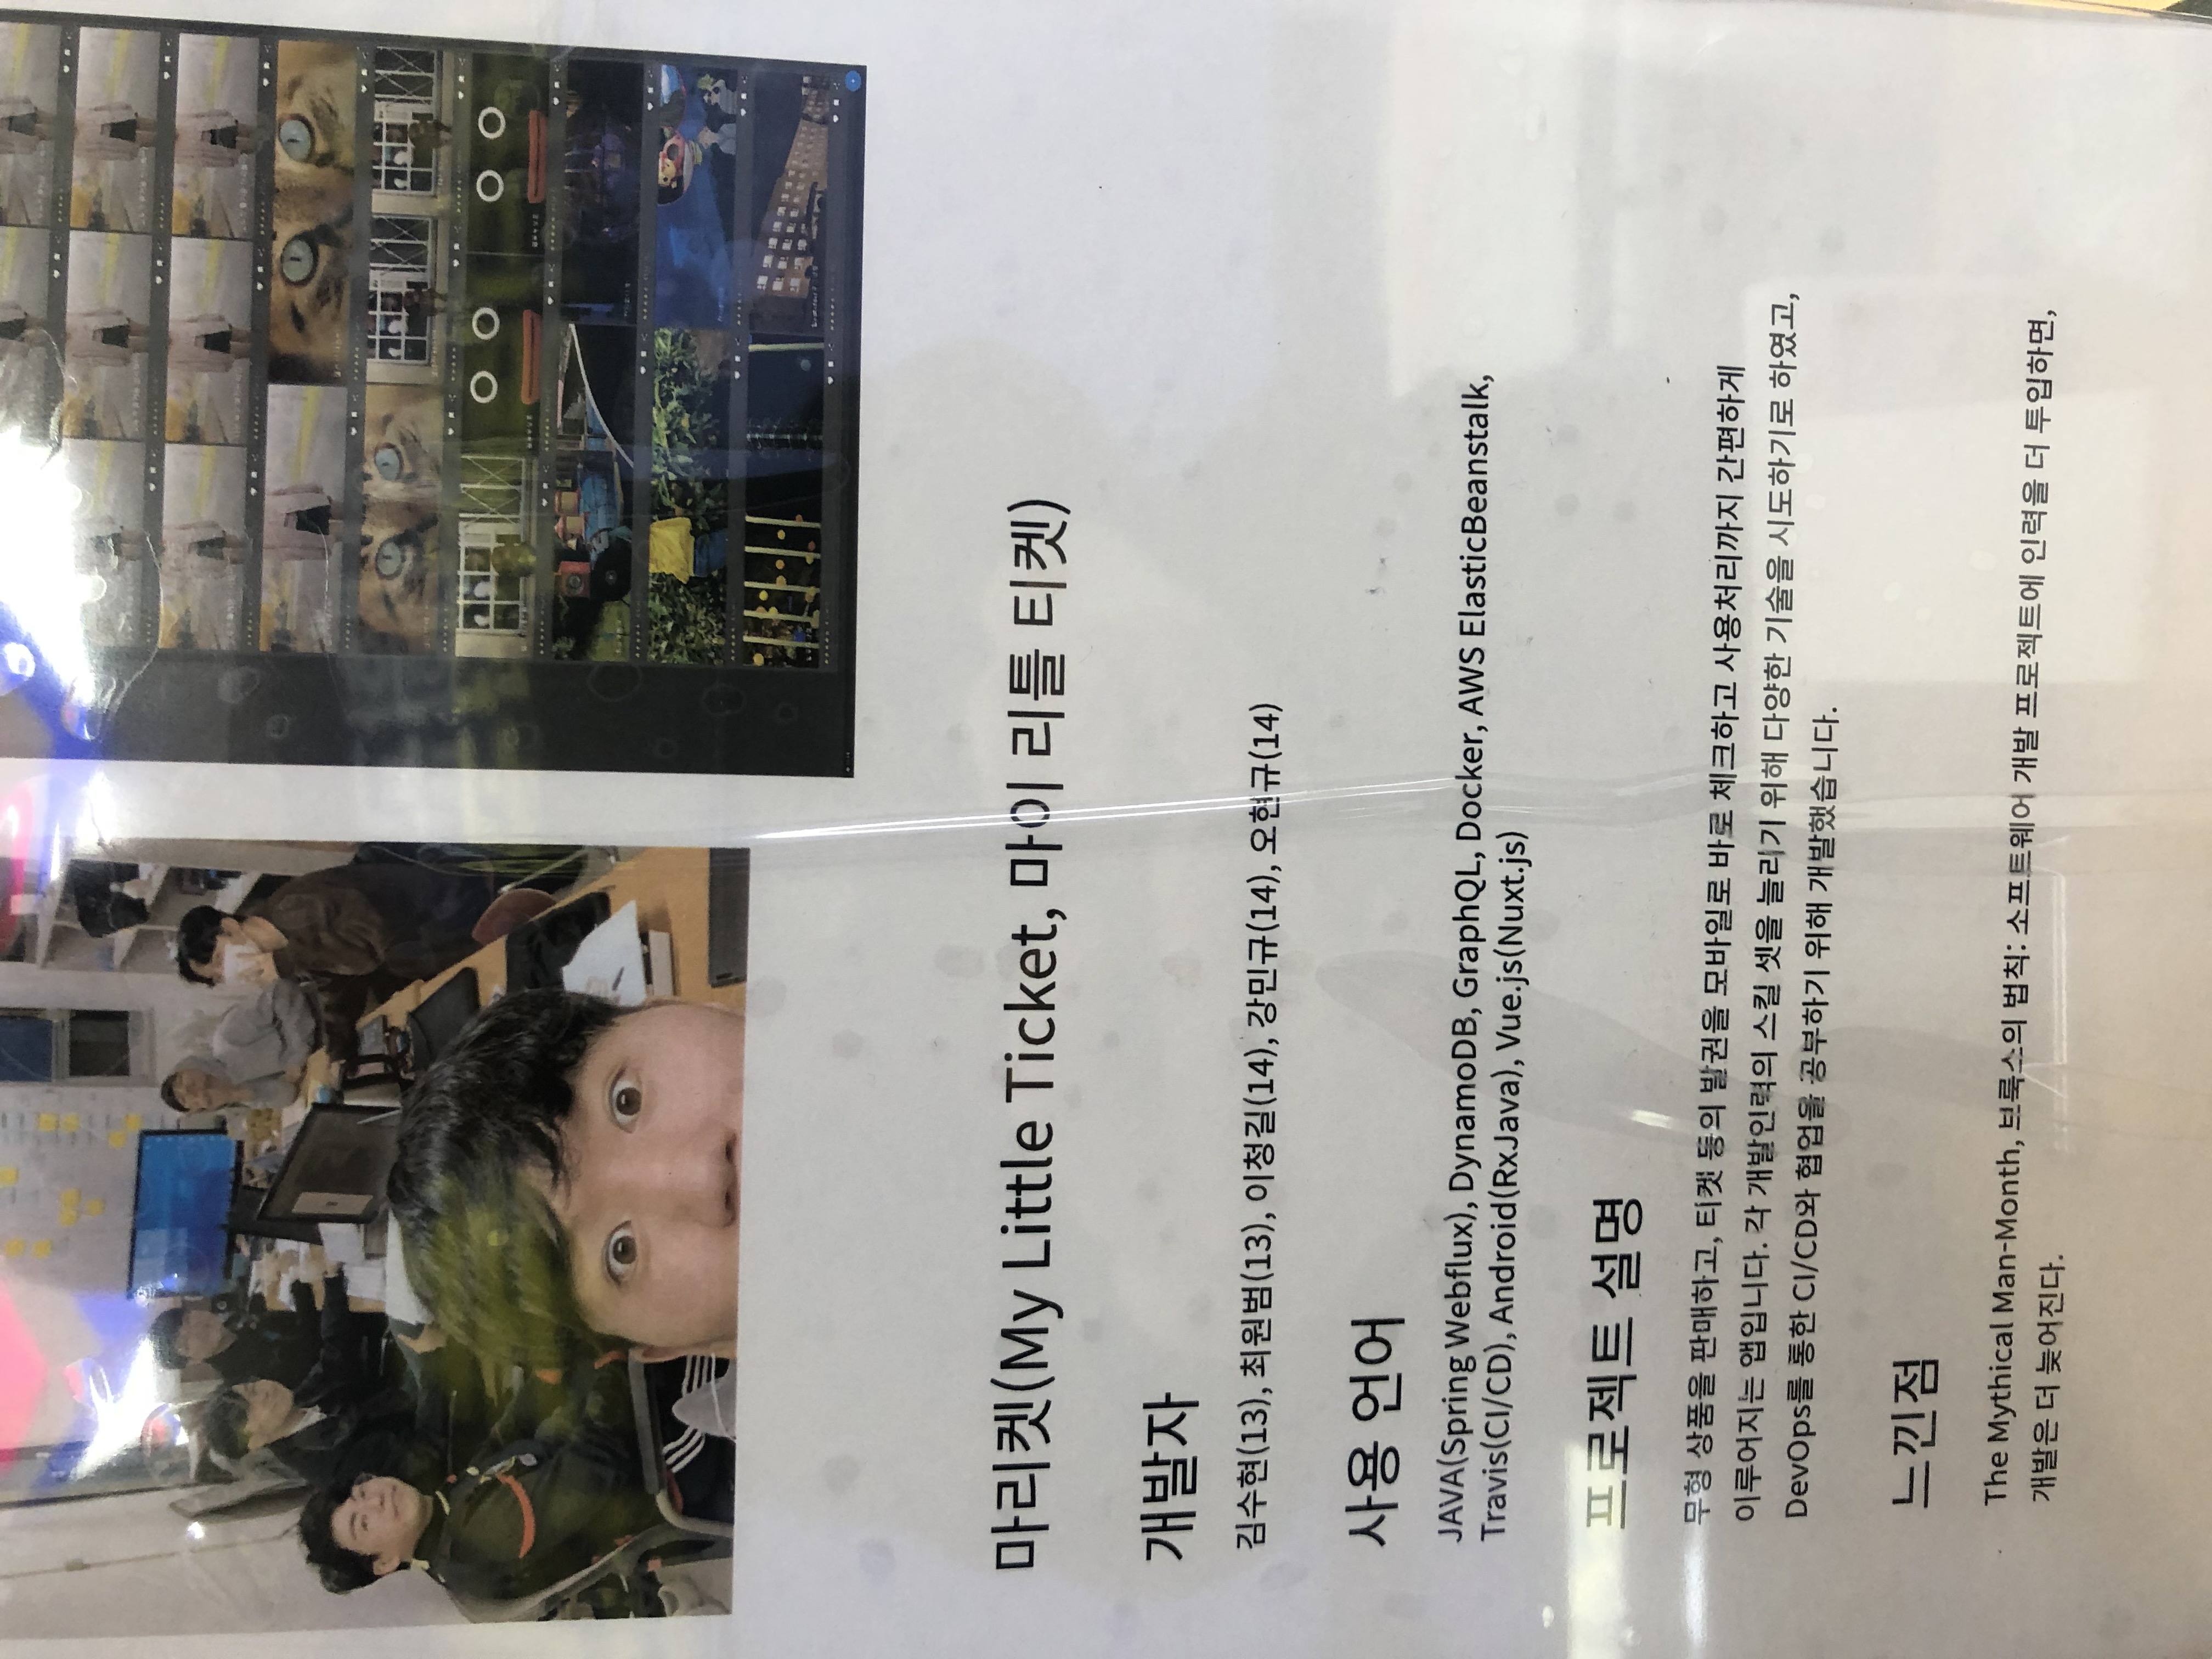 마리켓(My Little Ticket, 마이 리틀 티켓)
개발자
김수현(13), 최원범(13), 이청길(14), 강민규(14), 오현규(14)
사용 언어
JAVA(Spring Webflux), DynamoDB, GraphQL, Docker, AWS ElasticBeanstalk,
Travis(CI/CD), Android(RxJava), Vue.js(Nuxt.js)
프로젝트 설명
무형 상품을 판매하고, 티켓 등의 발권을 모바일로 바로 체크하고 사용처리까지 간편하게
이루어지는 앱입니다. 각 개발인력의 스킬 셋을 늘리기 위해 다양한 기술을 시도하기로 하였고,
DevOps를 통한 CI/CD와 협업을 공부하기 위해 개발했습니다.
느낀점
The Mythical Man-Month, 브룩스의 법칙: 소프트웨어 개발 프로젝트에 인력을 더 투입하면,
개발은 더 늦어진다.